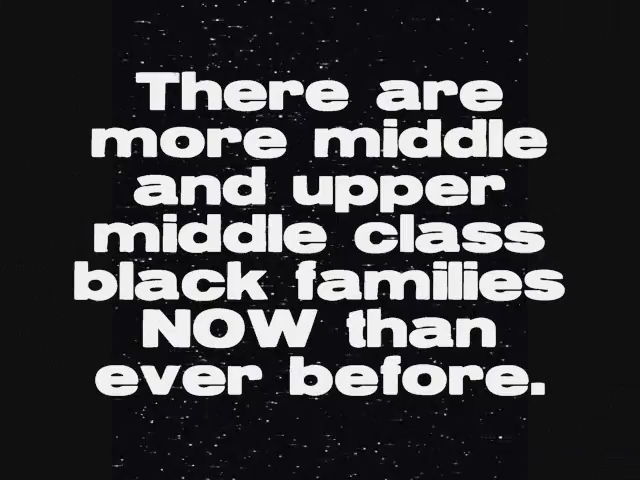 There are
more middle
and upper
middle class
black families
NOW than
ever before.